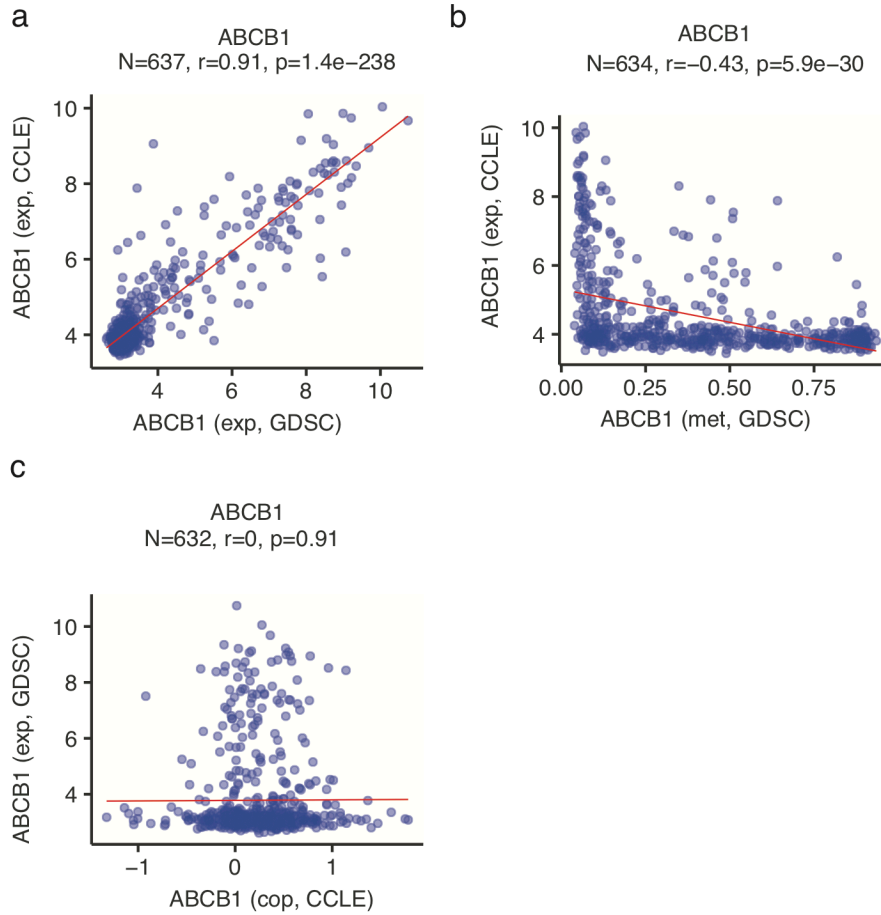 a
ABCB1
N=637, r=0.91, p=1.4e−238
ABCB1 (exp, CCLE)
10
8
6
4
4 6 8 10
ABCB1 (exp, GDSC)
b
ABCB1
N=634, r=−0.43, p=5.9e−30
ABCB1 (exp, CCLE)
10
8
6
4
0.00 0.25 0.50 0.75
ABCB1 (met, GDSC)
c
ABCB1
N=632, r=0, p=0.91
ABCB1 (exp, GDSC)
10
8
6
4
−1 0 1
ABCB1 (cop, CCLE)